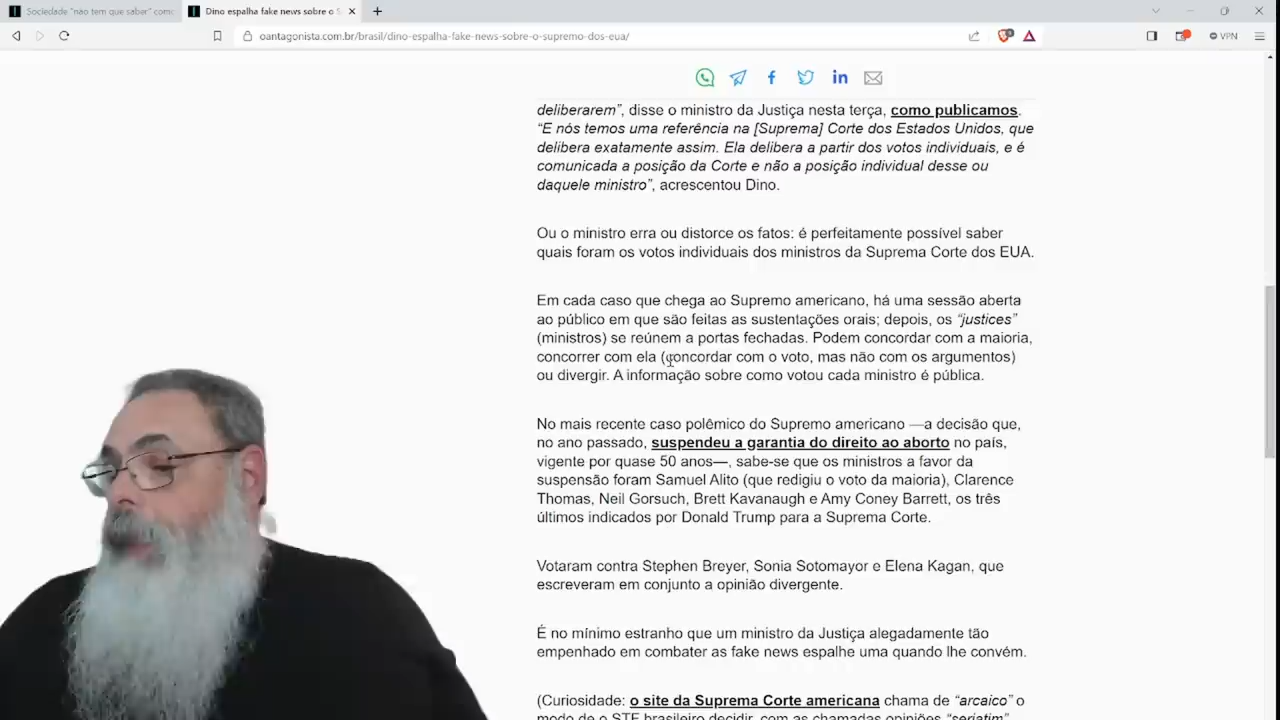 Sociedade "não tem que saber" como
Dino espalha fake news sobre o S
oantagonista.com.br/brasil/dino-espalha-fake-news-sobre-o-supremo-dos-eua/
VPN
deliberarem”, disse o ministro da Justiça nesta terça, como publicamos.
“E nós temos uma referência na [Suprema] Corte dos Estados Unidos, que
delibera exatamente assim. Ela delibera a partir dos votos individuais, e é
comunicada a posição da Corte e não a posição individual desse ou
daquele ministro”, acrescentou Dino.
Ou o ministro erra ou distorce os fatos: é perfeitamente possível saber
quais foram os votos individuais dos ministros da Suprema Corte dos EUA.
Em cada caso que chega ao Supremo americano, há uma sessão aberta
ao público em que são feitas as sustentações orais; depois, os “justices”
(ministros) se reúnem a portas fechadas. Podem concordar com a maioria,
concorrer com ela (concordar com o voto, mas não com os argumentos)
ou divergir. A informação sobre como votou cada ministro é pública.
No mais recente caso polêmico do Supremo americano —a decisão que,
no ano passado, suspendeu a garantia do direito ao aborto no país,
vigente por quase 50 anos—, sabe-se que os ministros a favor da
suspensão foram Samuel Alito (que redigiu o voto da maioria), Clarence
Thomas, Neil Gorsuch, Brett Kavanaugh e Amy Coney Barrett, os três
últimos indicados por Donald Trump para a Suprema Corte.
Votaram contra Stephen Breyer, Sonia Sotomayor e Elena Kagan, que
escreveram em conjunto a opinião divergente.
É no mínimo estranho que um ministro da Justiça alegadamente tão
empenhado em combater as fake news espalhe uma quando lhe convém.
(Curiosidade: o site da Suprema Corte americana chama de “arcaico” o
modo de o STF brasileiro decidir, com as chamadas opiniões “seriatim”